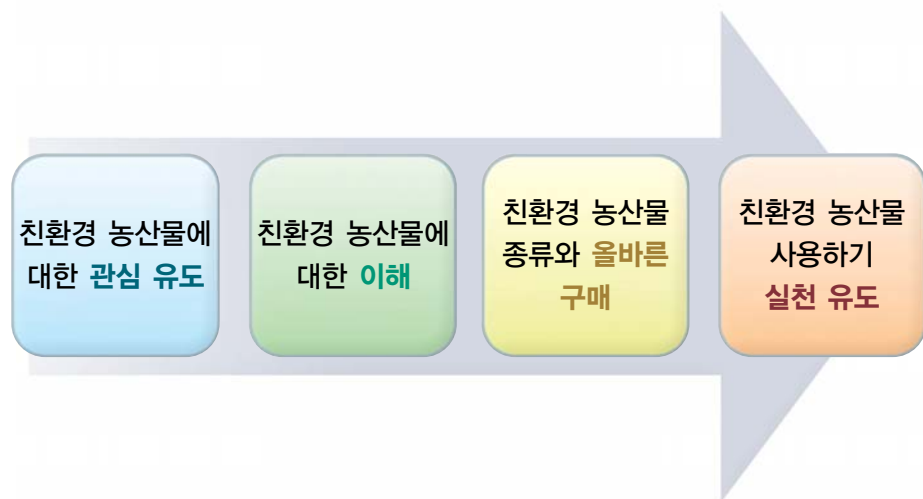 친환경 농산물에
대한 관심 유도
친환경 농산물에
대한 이해
친환경 농산물
종류와 올바른
구매
친환경 농산물
사용하기
실천 유도